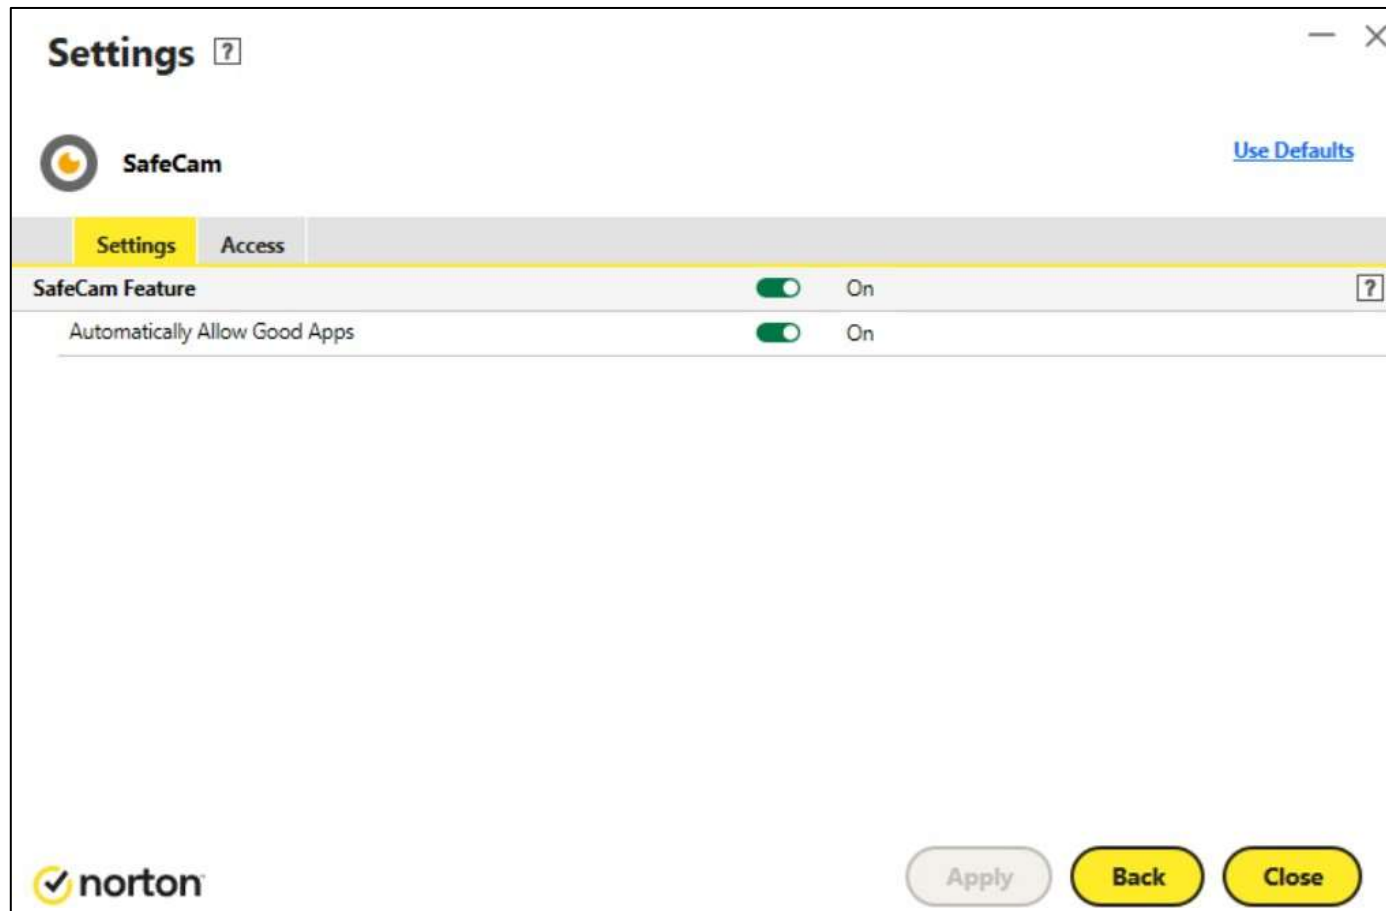 Settings ?
SafeCam
Use Defaults
Settings Access
SafeCam Feature On ?
Automatically Allow Good Apps On
norton
Apply Back Close